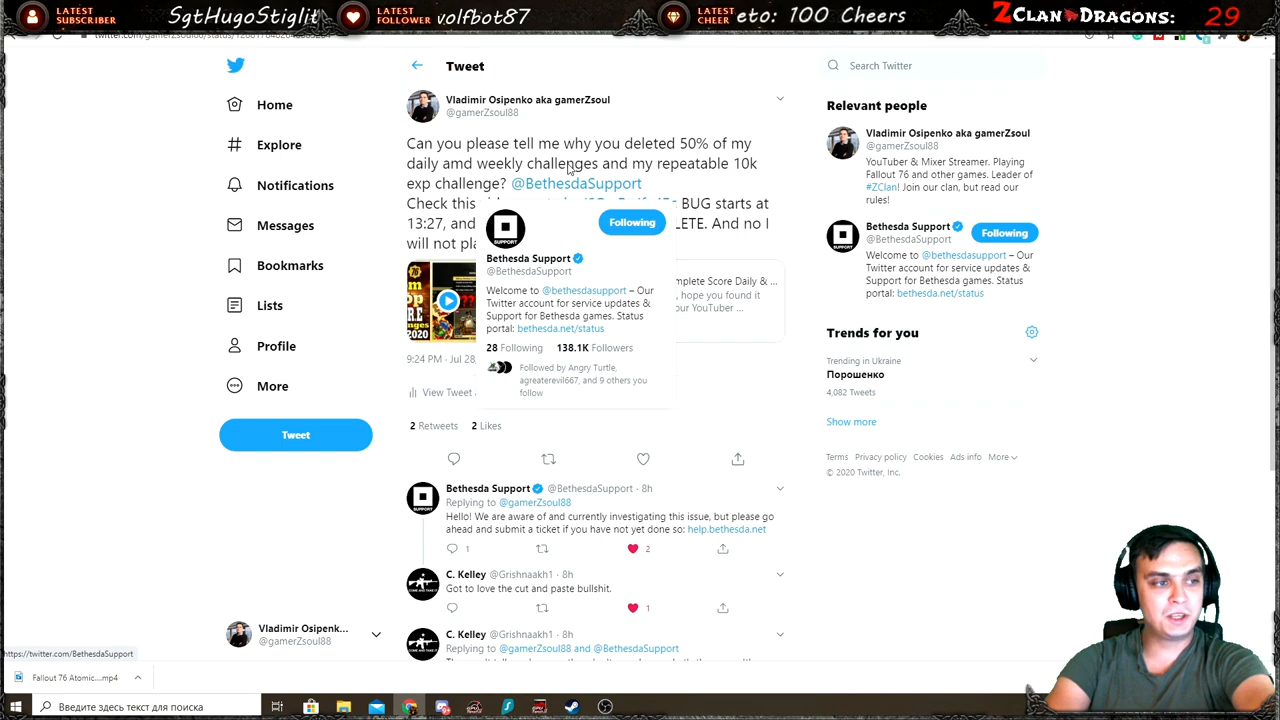 LATEST SUBSCRIBER SgtHugoStiglit
LATEST FOLLOWER volfbot87
LATEST CHEER eto: 100 Cheers
ZCLAN DRAGONS: 29
Tweet
Search Twitter
Home
Explore
Notifications
Messages
Bookmarks
Lists
Profile
More
Tweet
Vladimir Osipenko aka gamerZsoul
@gamerZsoul88
Can you please tell me why you deleted 50% of my
daily amd weekly challenges and my repeatable 10k
exp challenge? @BethesdaSupport
Check this BUG starts at
13:27, and LETE. And no I
will not pla
Following
Bethesda Support
@BethesdaSupport
Welcome to @bethesdasupport – Our
Twitter account for service updates &
Support for Bethesda games. Status
portal: bethesda.net/status
28 Following 138.1K Followers
Followed by Angry Turtle,
agreaterevil667, and 9 others you
follow
mplete Score Daily & ...
, hope you found it
our YouTuber ...
9:24 PM · Jul 28,
View Tweet
2 Retweets 2 Likes
Bethesda Support @BethesdaSupport · 8h
Replying to @gamerZsoul88
Hello! We are aware of and currently investigating this issue, but please go
ahead and submit a ticket if you have not yet done so: help.bethesda.net
1 2
C. Kelley @Grishnaakh1 · 8h
Got to love the cut and paste bullshit.
1
C. Kelley @Grishnaakh1 · 8h
Replying to @gamerZsoul88 and @BethesdaSupport
Relevant people
Vladimir Osipenko aka gamerZsoul
@gamerZsoul88
YouTuber & Mixer Streamer. Playing
Fallout 76 and other games. Leader of
#ZClan! Join our clan, but read our
rules!
Bethesda Support
@BethesdaSupport
Following
Welcome to @bethesdasupport – Our
Twitter account for service updates &
Support for Bethesda games. Status
portal: bethesda.net/status
Trends for you
Trending in Ukraine
Порошенко
4,082 Tweets
Show more
Terms Privacy policy Cookies Ads info More
© 2020 Twitter, Inc.
Vladimir Osipenk...
@gamerZsoul88
https://twitter.com/BethesdaSupport
Fallout 76 Atomic....mp4
Введите здесь текст для поиска